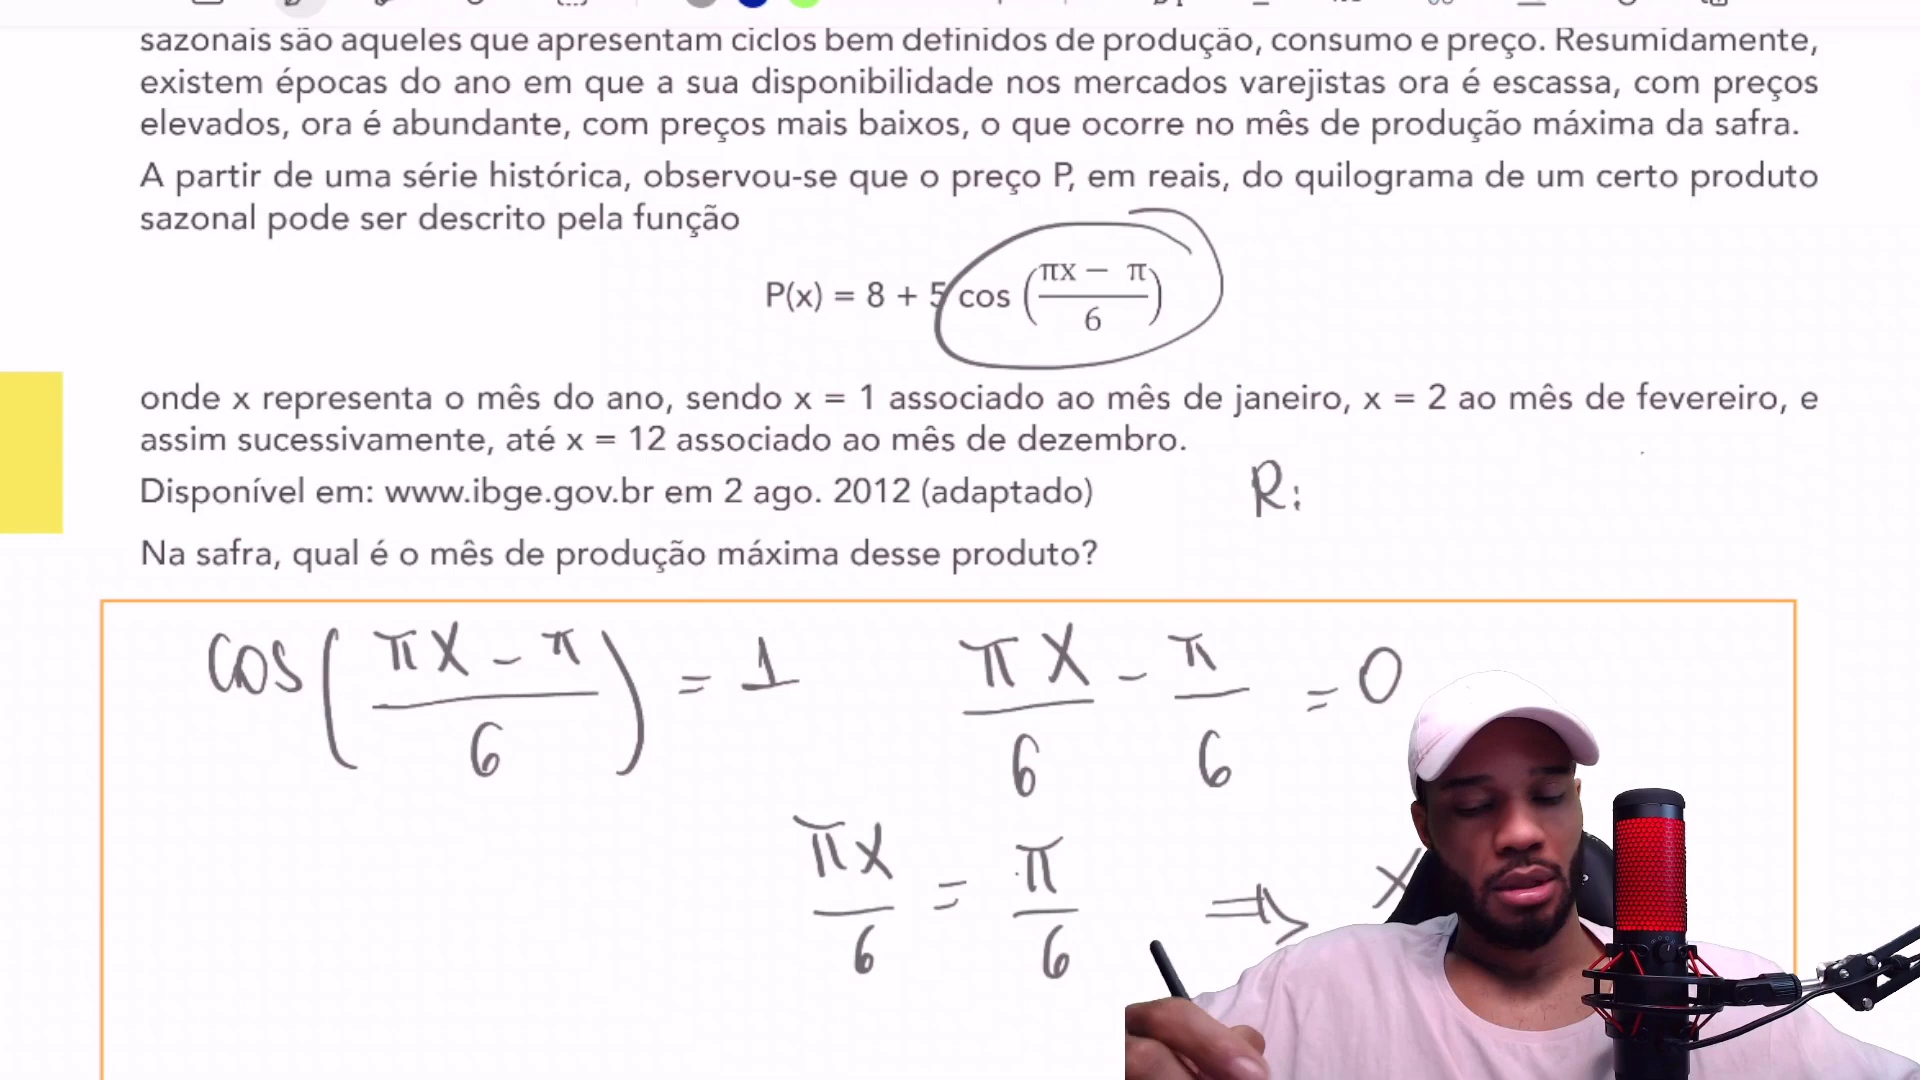 sazonais são aqueles que apresentam ciclos bem definidos de produção, consumo e preço. Resumidamente,
existem épocas do ano em que a sua disponibilidade nos mercados varejistas ora é escassa, com preços
elevados, ora é abundante, com preços mais baixos, o que ocorre no mês de produção máxima da safra.
A partir de uma série histórica, observou-se que o preço P, em reais, do quilograma de um certo produto
sazonal pode ser descrito pela função
P(x) = 8 + 5 cos (πx − π / 6)
onde x representa o mês do ano, sendo x = 1 associado ao mês de janeiro, x = 2 ao mês de fevereiro, e
assim sucessivamente, até x = 12 associado ao mês de dezembro.
Disponível em: www.ibge.gov.br em 2 ago. 2012 (adaptado)
R:
Na safra, qual é o mês de produção máxima desse produto?
cos (πx − π / 6) = 1
πx / 6 − π / 6 = 0
πx / 6 = π / 6 ⇒ x